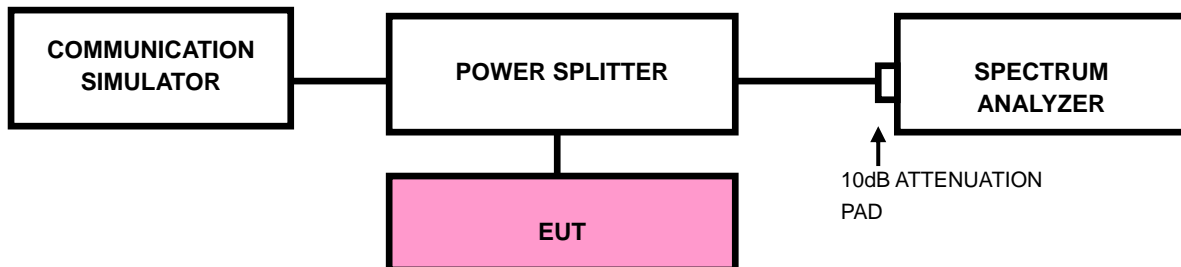 COMMUNICATION
SIMULATOR
POWER SPLITTER
SPECTRUM
ANALYZER
10dB ATTENUATION
PAD
EUT